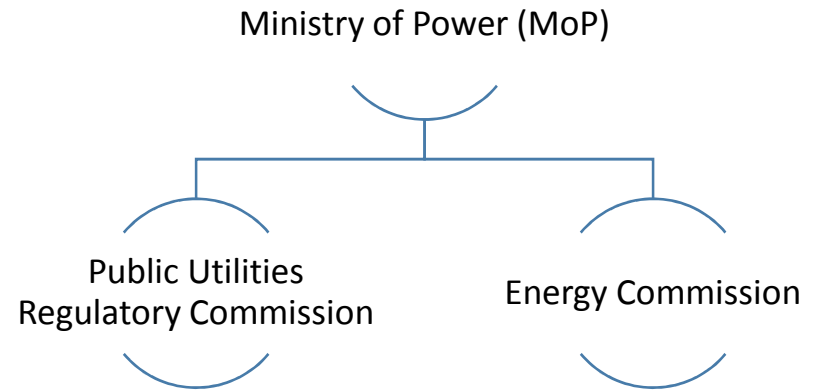 Ministry of Power (MoP)
Public Utilities
Regulatory Commission
Energy Commission